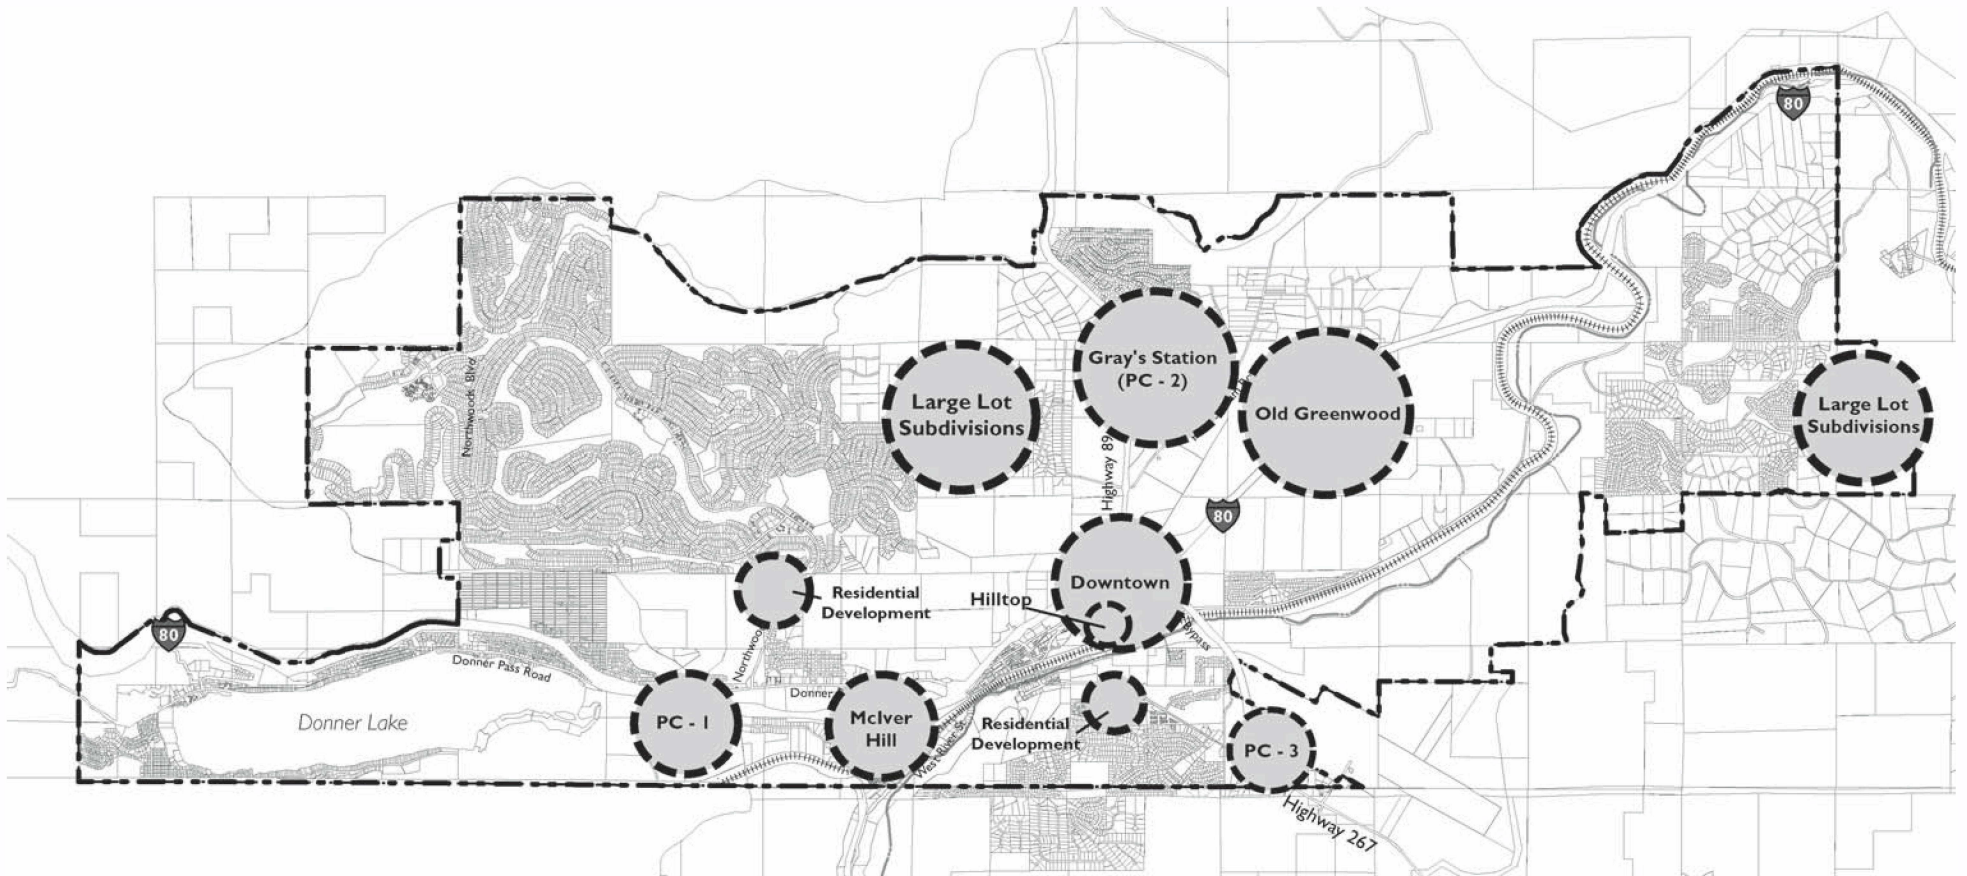 80
Gray's Station
(PC - 2)
Large Lot
Subdivisions
Old Greenwood
Large Lot
Subdivisions
Northwoods Blvd
Highway 89
80
Downtown
Hilltop
Residential
Development
80
Bypass
Donner Pass Road
Donner
Donner Lake
PC - 1
McIver
Hill
West River St
Residential
Development
PC - 3
Highway 267